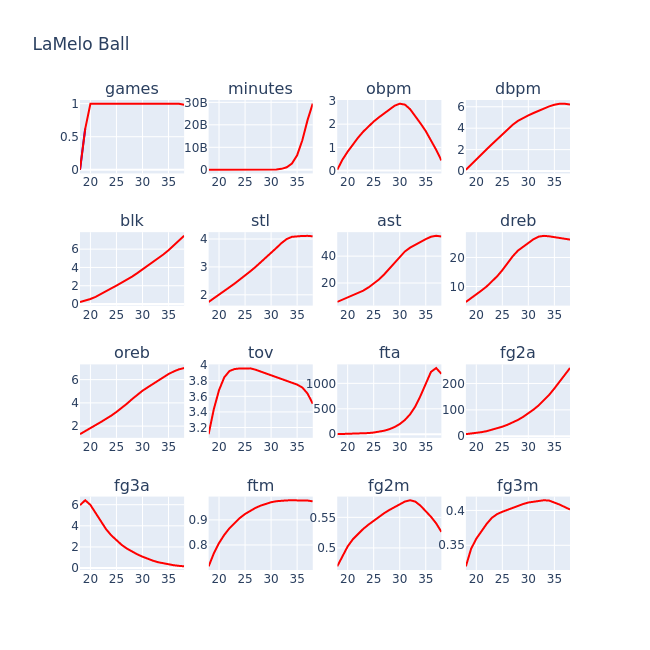 LaMelo Ball
games minutes obpm dbpm
1 0.5 0 20 25 30 35
30B 20B 10B 0 20 25 30 35
3 2 1 0 20 25 30 35
6 4 2 0 20 25 30 35
blk stl ast dreb
6 4 2 0 20 25 30 35
4 3 2 20 25 30 35
40 20 20 25 30 35
20 10 20 25 30 35
oreb tov fta fg2a
6 4 2 20 25 30 35
4 3.8 3.6 3.4 3.2 20 25 30 35
1000 500 0 20 25 30 35
200 100 0 20 25 30 35
fg3a ftm fg2m fg3m
6 4 2 0 20 25 30 35
0.9 0.8 20 25 30 35
0.55 0.5 20 25 30 35
0.4 0.35 20 25 30 35